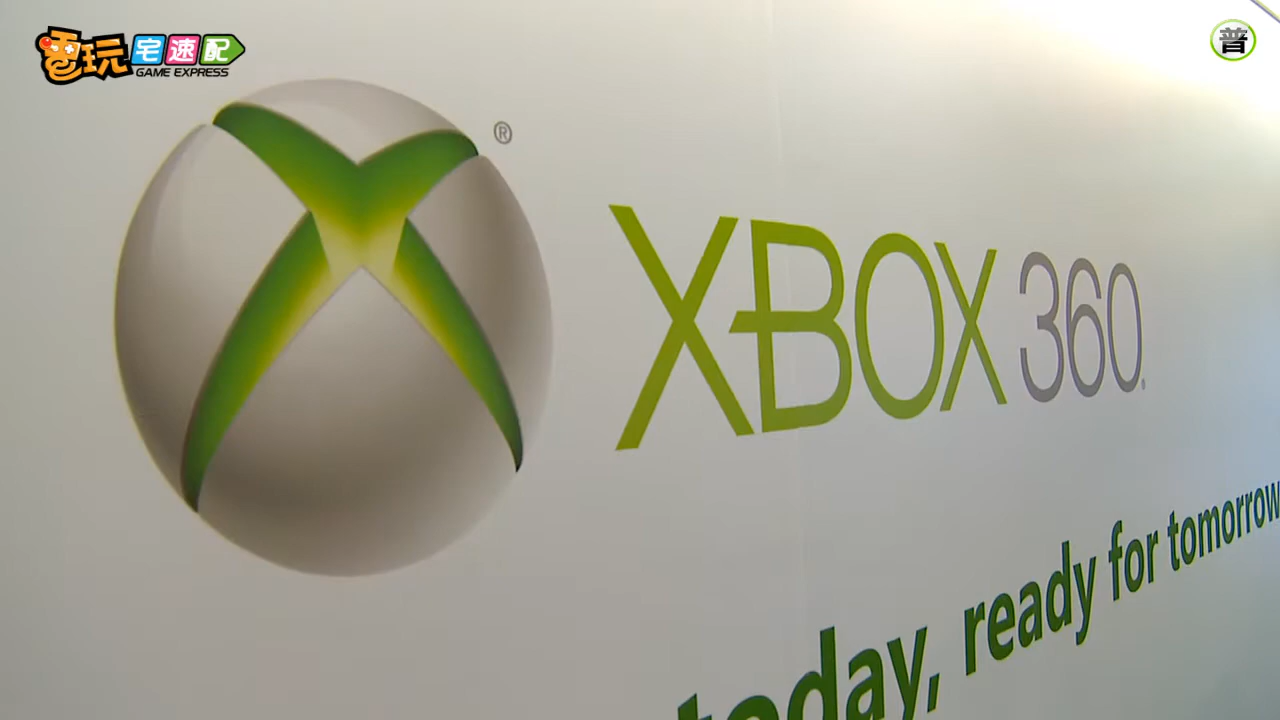 電玩宅速配
GAME EXPRESS
普
®
XBOX 360.
today, ready for tomorrow